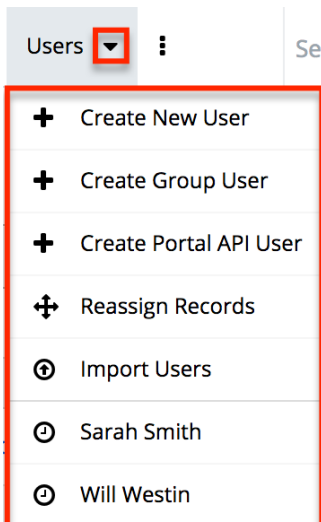 Users
Se
Create New User
Create Group User
Create Portal API User
Reassign Records
Import Users
Sarah Smith
Will Westin